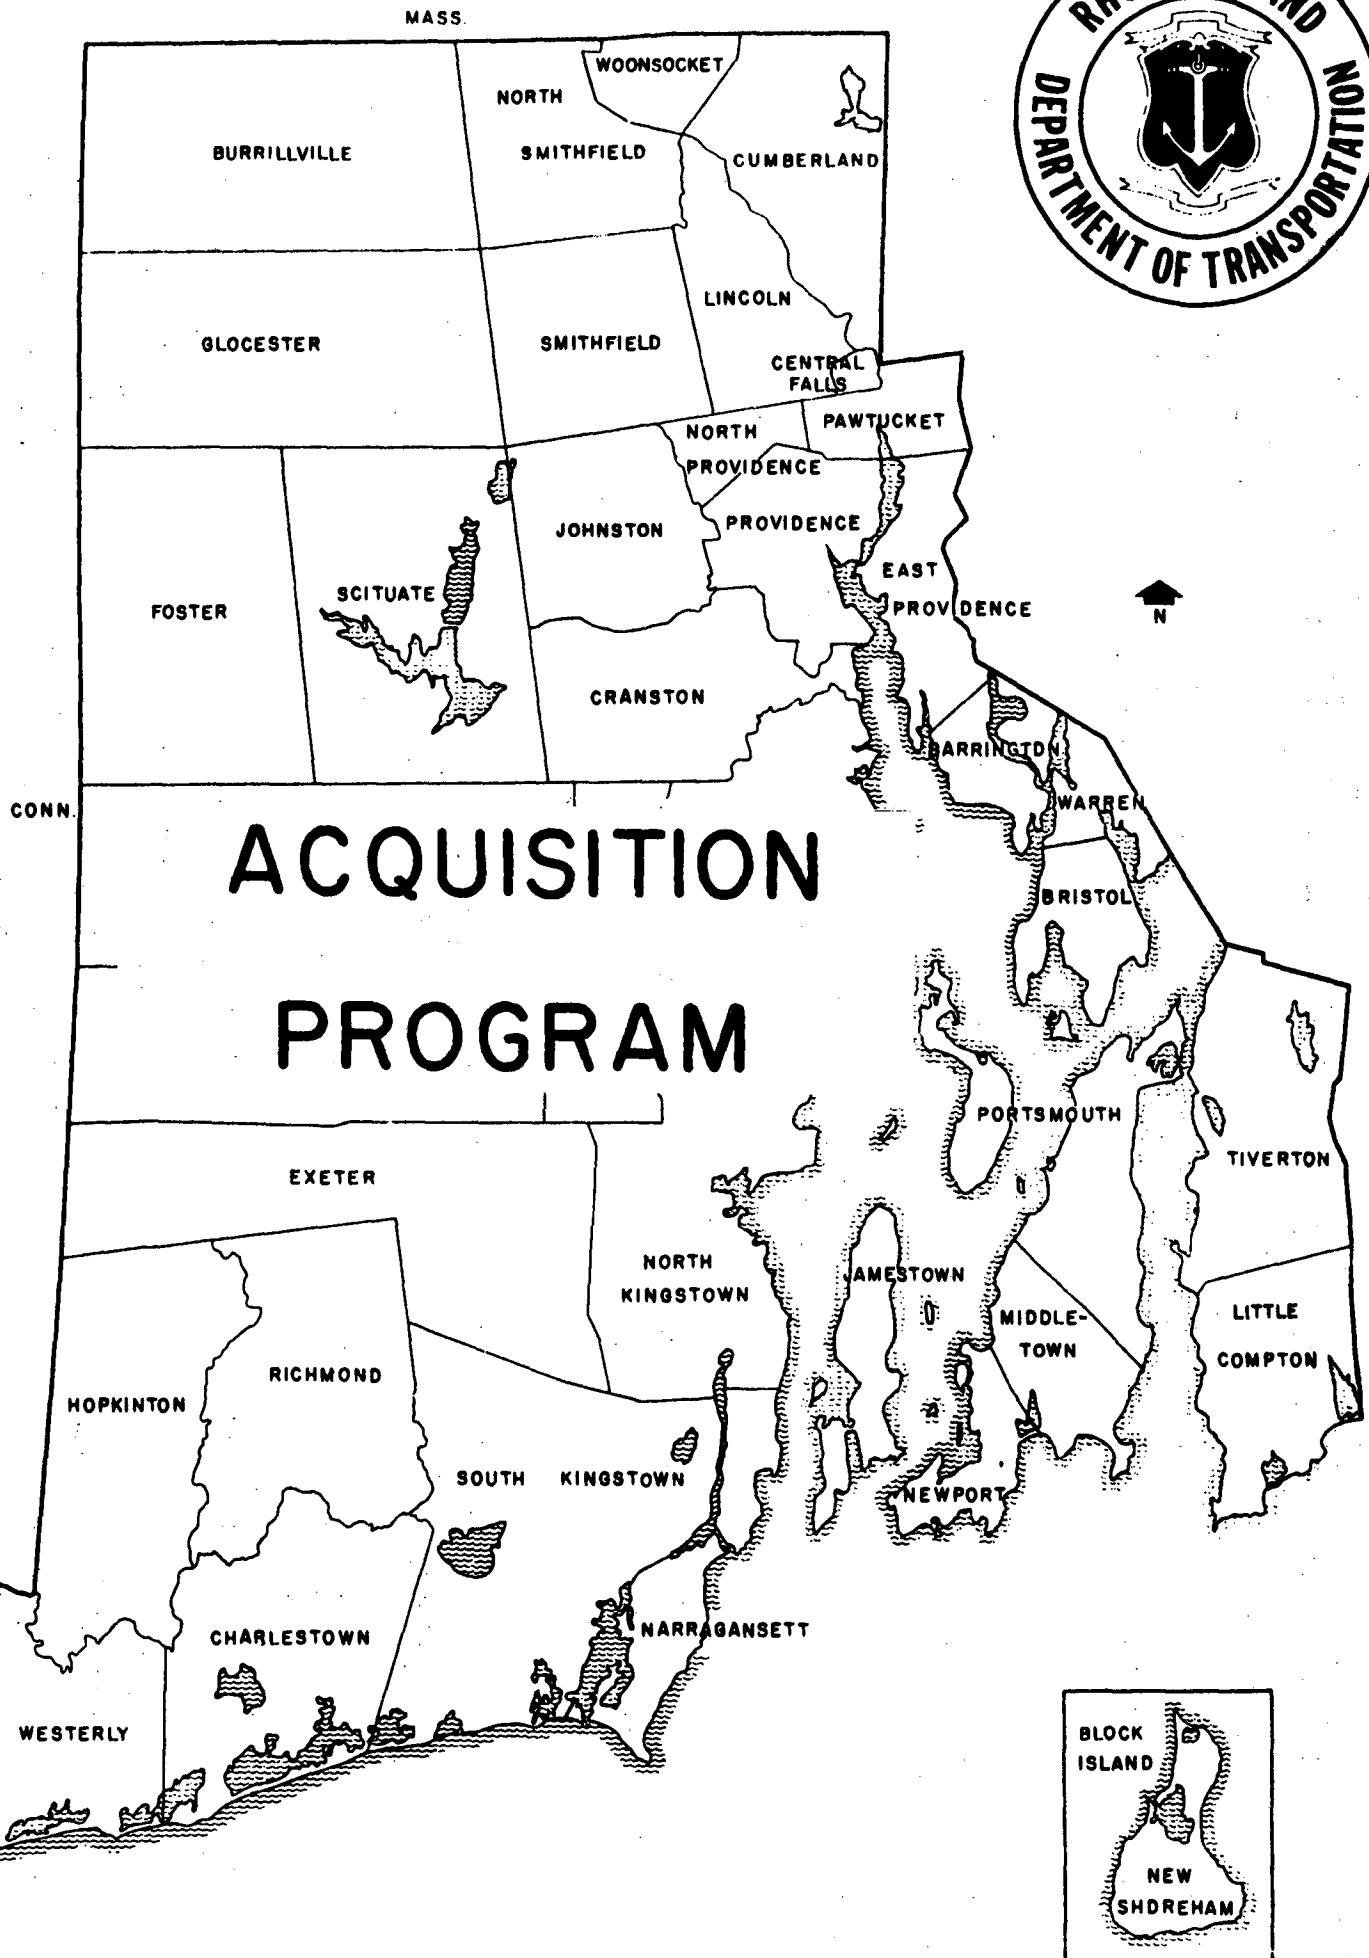 MASS.
RHODE ISLAND
DEPARTMENT OF TRANSPORTATION
WOONSOCKET
NORTH
SMITHFIELD
BURRILLVILLE
CUMBERLAND
LINCOLN
GLOCESTER
SMITHFIELD
CENTRAL
FALLS
PAWTUCKET
NORTH
PROVIDENCE
JOHNSTON
PROVIDENCE
EAST
PROVIDENCE
SCITUATE
FOSTER
N
CRANSTON
BARRINGTON
WARREN
CONN.
ACQUISITION
BRISTOL
PROGRAM
PORTSMOUTH
TIVERTON
EXETER
NORTH
KINGSTOWN
JAMESTOWN
MIDDLE-
TOWN
LITTLE
COMPTON
RICHMOND
HOPKINTON
SOUTH KINGSTOWN
NEWPORT
CHARLESTOWN
NARRAGANSETT
WESTERLY
BLOCK
ISLAND
NEW
SHOREHAM